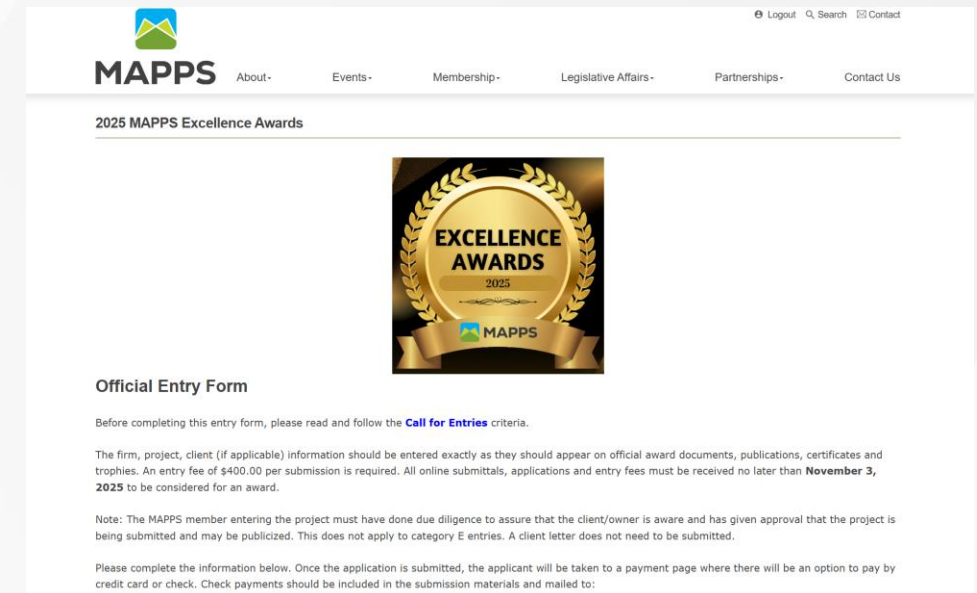 Logout Search Contact
MAPPS
About Events Membership Legislative Affairs Partnerships Contact Us
2025 MAPPS Excellence Awards
EXCELLENCE
AWARDS
2025
MAPPS
Official Entry Form
Before completing this entry form, please read and follow the Call for Entries criteria.
The firm, project, client (if applicable) information should be entered exactly as they should appear on official award documents, publications, certificates and
trophies. An entry fee of $400.00 per submission is required. All online submittals, applications and entry fees must be received no later than November 3,
2025 to be considered for an award.
Note: The MAPPS member entering the project must have done due diligence to assure that the client/owner is aware and has given approval that the project is
being submitted and may be publicized. This does not apply to category E entries. A client letter does not need to be submitted.
Please complete the information below. Once the application is submitted, the applicant will be taken to a payment page where there will be an option to pay by
credit card or check. Check payments should be included in the submission materials and mailed to: